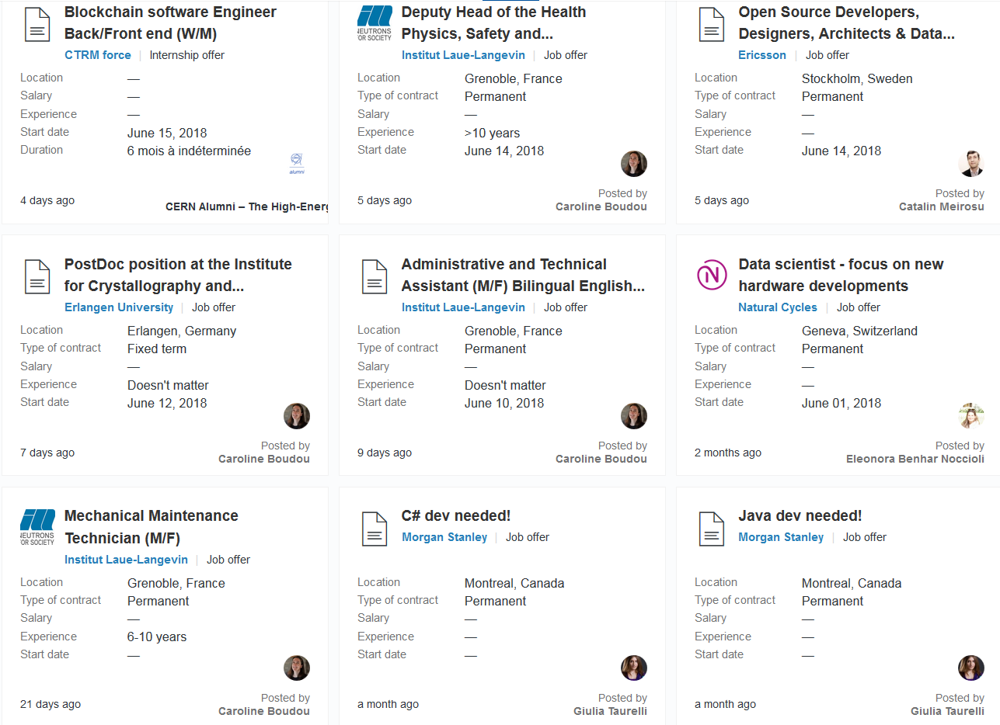 Blockchain software Engineer
Back/Front end (W/M)
CTRM force | Internship offer
Location —
Salary —
Experience —
Start date June 15, 2018
Duration 6 mois à indéterminée
alumni
4 days ago
CERN Alumni – The High-Energ
NEUTRONS
FOR SOCIETY
Deputy Head of the Health
Physics, Safety and...
Institut Laue-Langevin | Job offer
Location Grenoble, France
Type of contract Permanent
Salary —
Experience >10 years
Start date June 14, 2018
5 days ago
Posted by
Caroline Boudou
Open Source Developers,
Designers, Architects & Data...
Ericsson | Job offer
Location Stockholm, Sweden
Type of contract Permanent
Salary —
Experience —
Start date June 14, 2018
5 days ago
Posted by
Catalin Meirosu
PostDoc position at the Institute
for Crystallography and...
Erlangen University | Job offer
Location Erlangen, Germany
Type of contract Fixed term
Salary —
Experience Doesn't matter
Start date June 12, 2018
7 days ago
Posted by
Caroline Boudou
Administrative and Technical
Assistant (M/F) Bilingual English...
Institut Laue-Langevin | Job offer
Location Grenoble, France
Type of contract Permanent
Salary —
Experience Doesn't matter
Start date June 10, 2018
9 days ago
Posted by
Caroline Boudou
Data scientist - focus on new
hardware developments
Natural Cycles | Job offer
Location Geneva, Switzerland
Type of contract Permanent
Salary —
Experience —
Start date June 01, 2018
2 months ago
Posted by
Eleonora Benhar Noccioli
NEUTRONS
FOR SOCIETY
Mechanical Maintenance
Technician (M/F)
Institut Laue-Langevin | Job offer
Location Grenoble, France
Type of contract Permanent
Salary —
Experience 6-10 years
Start date —
21 days ago
Posted by
Caroline Boudou
C# dev needed!
Morgan Stanley | Job offer
Location Montreal, Canada
Type of contract Permanent
Salary —
Experience —
Start date —
a month ago
Posted by
Giulia Taurelli
Java dev needed!
Morgan Stanley | Job offer
Location Montreal, Canada
Type of contract Permanent
Salary —
Experience —
Start date —
a month ago
Posted by
Giulia Taurelli